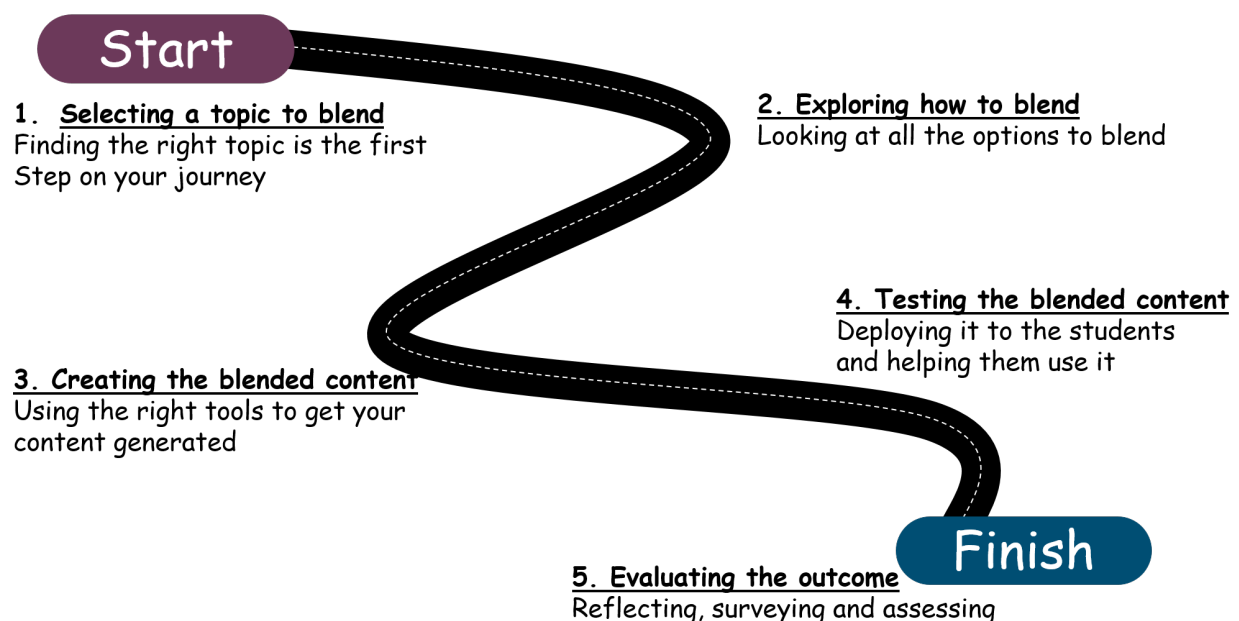 Start
1. Selecting a topic to blend
Finding the right topic is the first
Step on your journey
2. Exploring how to blend
Looking at all the options to blend
3. Creating the blended content
Using the right tools to get your
content generated
4. Testing the blended content
Deploying it to the students
and helping them use it
Finish
5. Evaluating the outcome
Reflecting, surveying and assessing